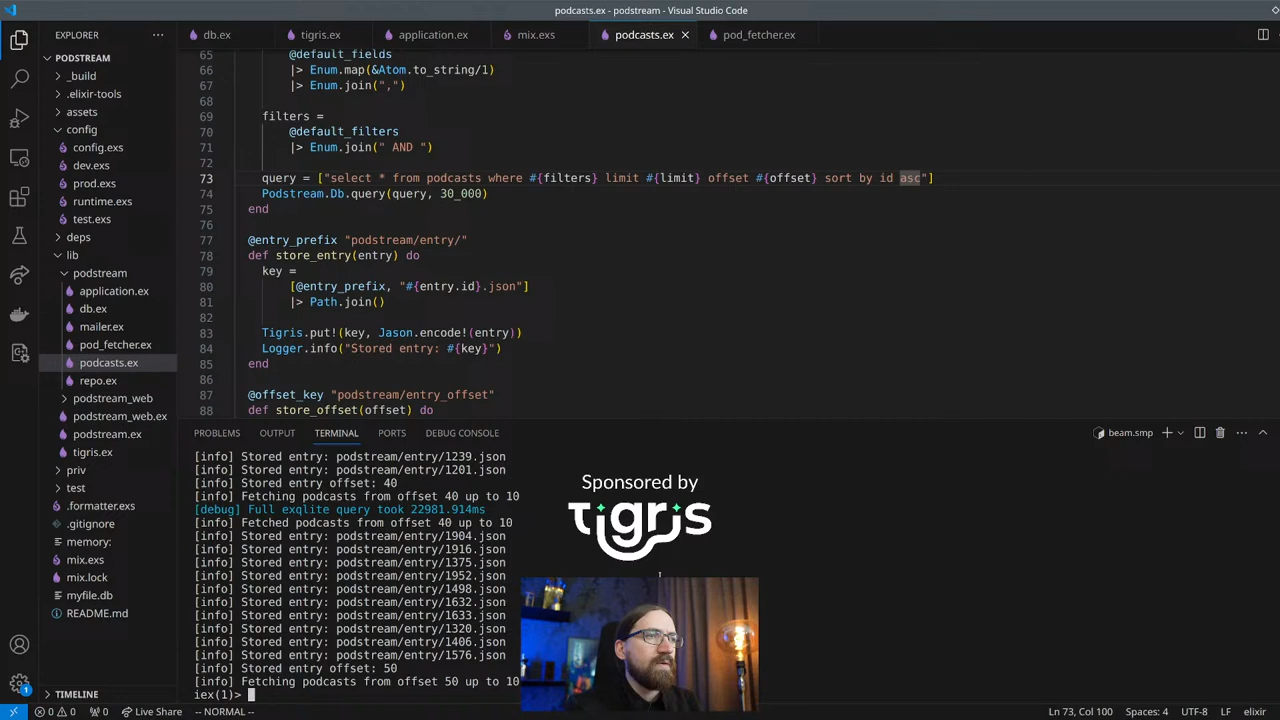 podcasts.ex - podstream - Visual Studio Code
EXPLORER
PODSTREAM
_build
.elixir-tools
assets
config
config.exs
dev.exs
prod.exs
runtime.exs
test.exs
deps
lib
podstream
application.ex
db.ex
mailer.ex
pod_fetcher.ex
podcasts.ex
repo.ex
podstream_web
podstream_web.ex
podstream.ex
tigris.ex
priv
test
.formatter.exs
.gitignore
memory:
mix.exs
mix.lock
myfile.db
README.md
TIMELINE
db.ex
tigris.ex
application.ex
mix.exs
podcasts.ex
pod_fetcher.ex
65 @default_fields
66 |> Enum.map(&Atom.to_string/1)
67 |> Enum.join(",")
68
69 filters =
70 @default_filters
71 |> Enum.join(" AND ")
72
73 query = ["select * from podcasts where #{filters} limit #{limit} offset #{offset} sort by id asc"]
74 Podstream.Db.query(query, 30_000)
75 end
76
77 @entry_prefix "podstream/entry/"
78 def store_entry(entry) do
79 key =
80 [@entry_prefix, "#{entry.id}.json"]
81 |> Path.join()
82
83 Tigris.put!(key, Jason.encode!(entry))
84 Logger.info("Stored entry: #{key}")
85 end
86
87 @offset_key "podstream/entry_offset"
88 def store_offset(offset) do
PROBLEMS
OUTPUT
TERMINAL
PORTS
DEBUG CONSOLE
beam.smp
[info] Stored entry: podstream/entry/1239.json
[info] Stored entry: podstream/entry/1201.json
[info] Stored entry offset: 40
[info] Fetching podcasts from offset 40 up to 10
[debug] Full exqlite query took 22981.914ms
[info] Fetched podcasts from offset 40 up to 10
[info] Stored entry: podstream/entry/1904.json
[info] Stored entry: podstream/entry/1916.json
[info] Stored entry: podstream/entry/1375.json
[info] Stored entry: podstream/entry/1952.json
[info] Stored entry: podstream/entry/1498.json
[info] Stored entry: podstream/entry/1632.json
[info] Stored entry: podstream/entry/1633.json
[info] Stored entry: podstream/entry/1320.json
[info] Stored entry: podstream/entry/1406.json
[info] Stored entry: podstream/entry/1576.json
[info] Stored entry offset: 50
[info] Fetching podcasts from offset 50 up to 10
iex(1)>
Sponsored by
tigris
1
0 0 0 Live Share -- NORMAL -- Ln 73, Col 100 Spaces: 4 UTF-8 LF elixir